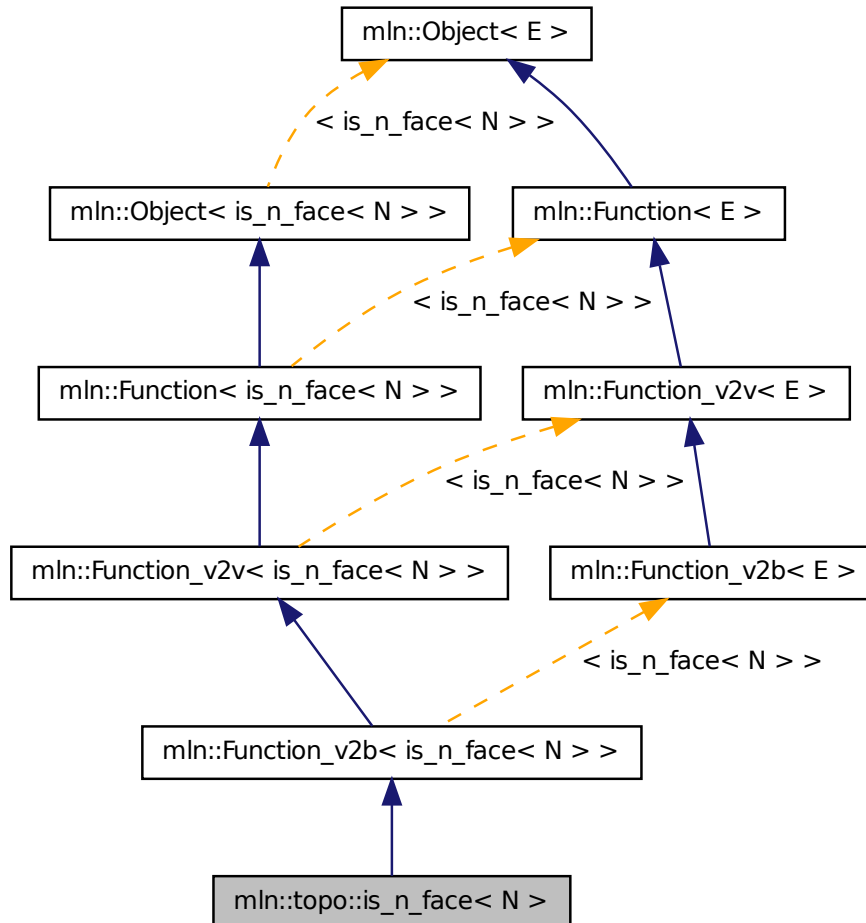 mln::Object< E >
< is_n_face< N > >
mln::Object< is_n_face< N > >
mln::Function< E >
< is_n_face< N > >
mln::Function< is_n_face< N > >
mln::Function_v2v< E >
< is_n_face< N > >
mln::Function_v2v< is_n_face< N > >
mln::Function_v2b< E >
< is_n_face< N > >
mln::Function_v2b< is_n_face< N > >
mln::topo::is_n_face< N >